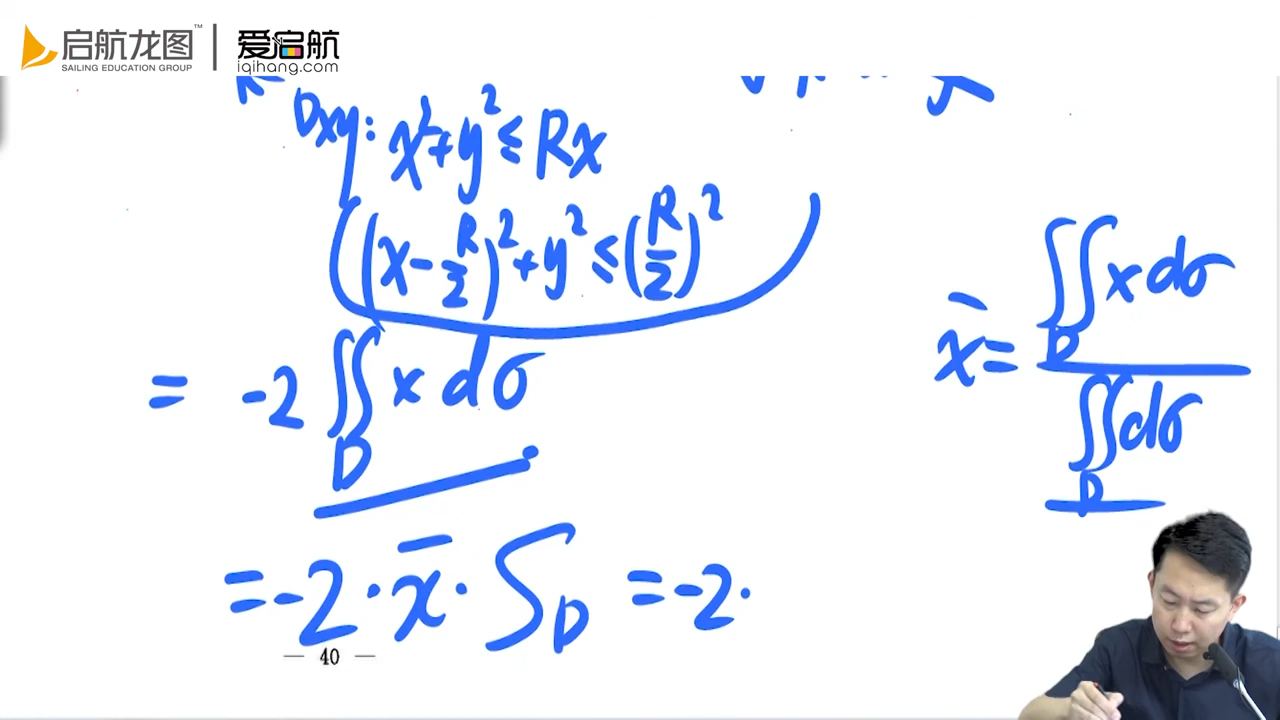 启航龙图™ | 爱启航
SAILING EDUCATION GROUP iqihang.com
Dxy: x²+y² ≤ Rx
(x-R/2)²+y² ≤ (R/2)²
= -2∬_D x dσ
= -2·x̄·S_D = -2·
— 40 —
x̄ = ∬_D x dσ / ∬_D dσ